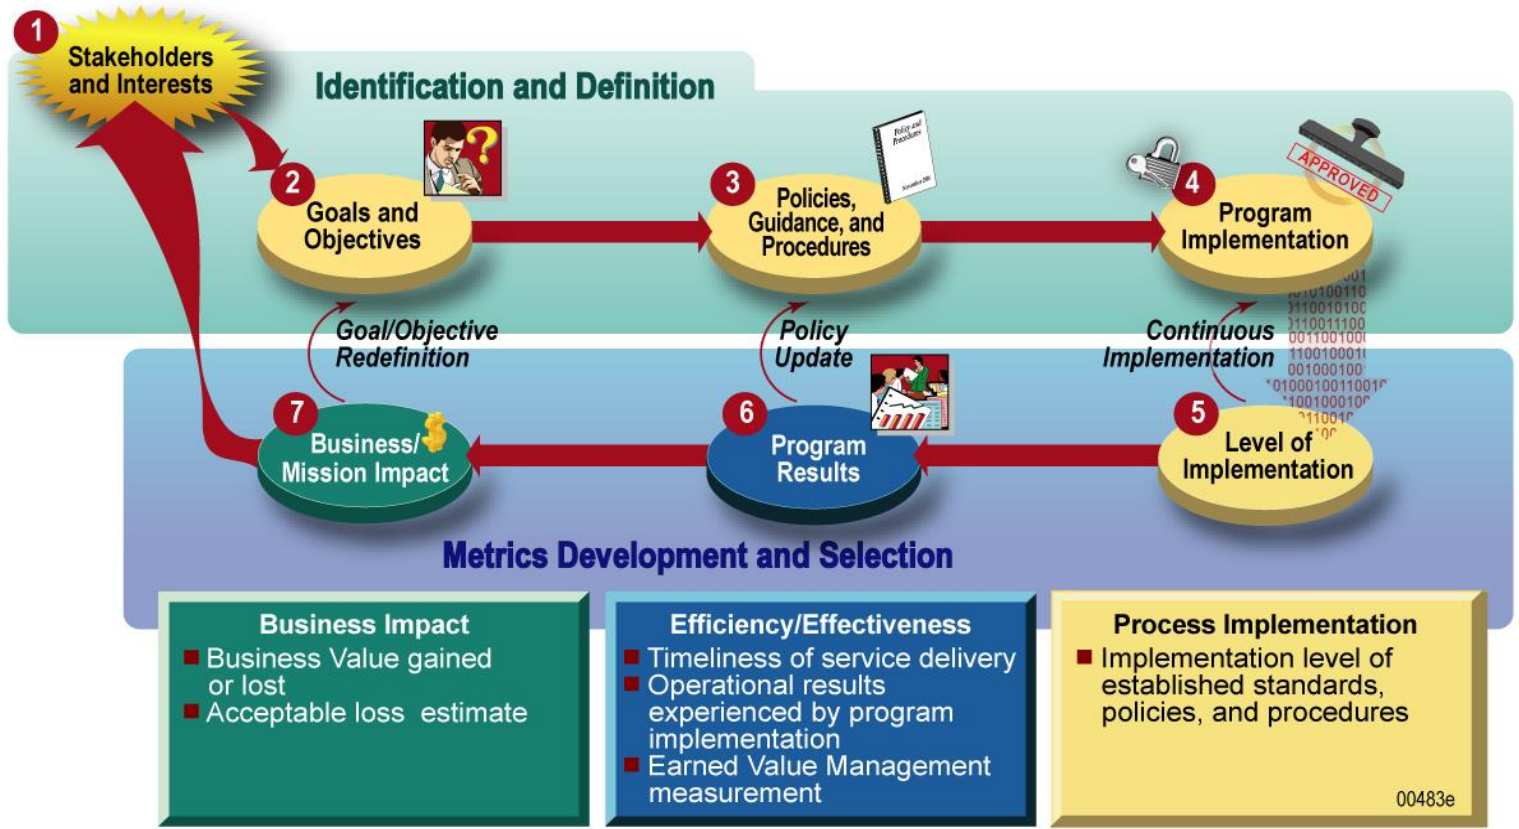 1
Stakeholders
and Interests
Identification and Definition
2
Goals and
Objectives
3
Policies,
Guidance, and
Procedures
Policy and
Procedures
4
Program
Implementation
APPROVED
Goal/Objective
Redefinition
Policy
Update
Continuous
Implementation
7
Business/
Mission Impact
$
6
Program
Results
5
Level of
Implementation
Metrics Development and Selection
Business Impact
Business Value gained
or lost
Acceptable loss estimate
Efficiency/Effectiveness
Timeliness of service delivery
Operational results
experienced by program
implementation
Earned Value Management
measurement
Process Implementation
Implementation level of
established standards,
policies, and procedures
00483e